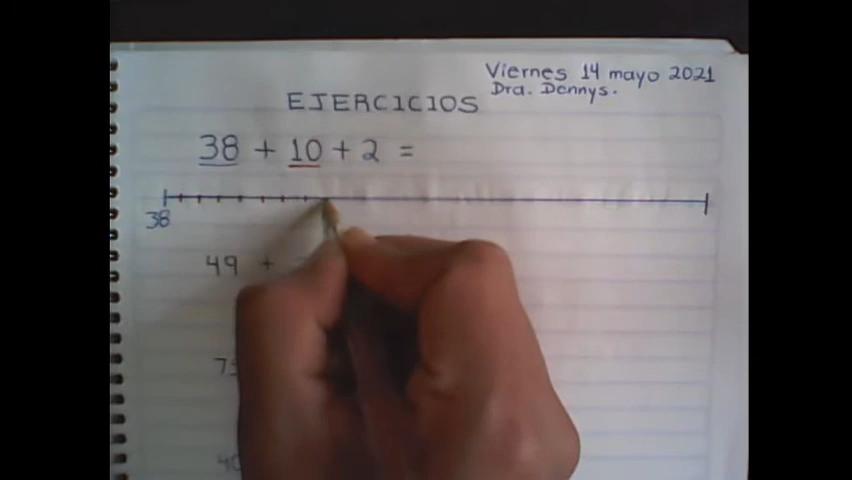 Viernes 14 mayo 2021
Dra. Dennys.
EJERCICIOS
38 + 10 + 2 =
38
49 +